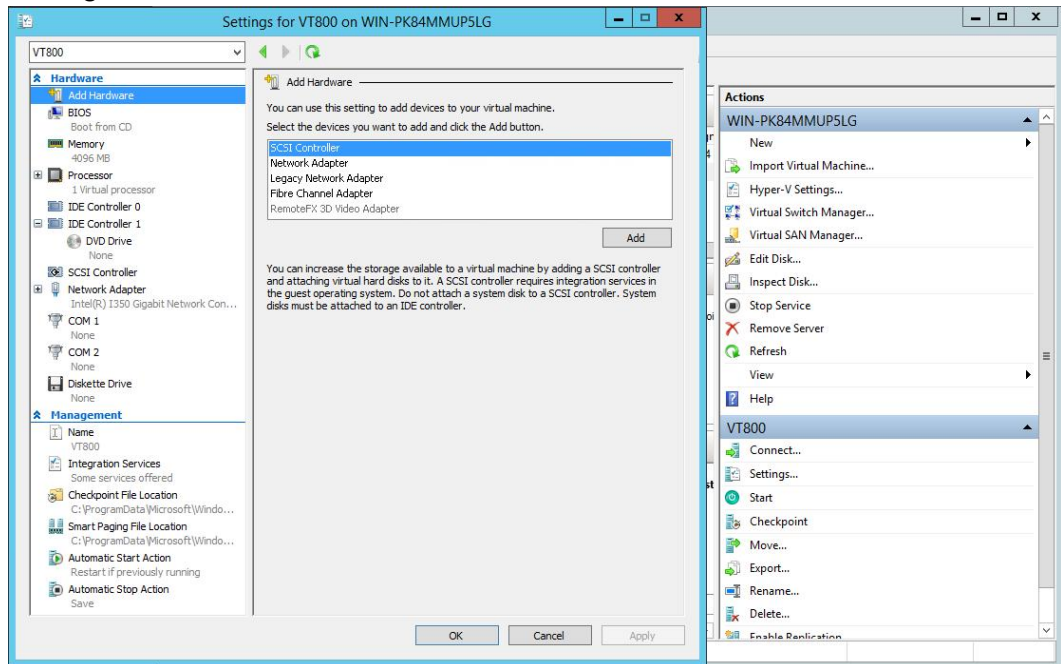 Settings for VT800 on WIN-PK84MMUP5LG
VT800
Hardware
Add Hardware
BIOS
Boot from CD
Memory
4096 MB
Processor
1 Virtual processor
IDE Controller 0
IDE Controller 1
DVD Drive
None
SCSI Controller
Network Adapter
Intel(R) I350 Gigabit Network Con...
COM 1
None
COM 2
None
Diskette Drive
None
Management
Name
VT800
Integration Services
Some services offered
Checkpoint File Location
C:\ProgramData\Microsoft\Windo...
Smart Paging File Location
C:\ProgramData\Microsoft\Windo...
Automatic Start Action
Restart if previously running
Automatic Stop Action
Save
Add Hardware
You can use this setting to add devices to your virtual machine.
Select the devices you want to add and click the Add button.
SCSI Controller
Network Adapter
Legacy Network Adapter
Fibre Channel Adapter
RemoteFX 3D Video Adapter
Add
You can increase the storage available to a virtual machine by adding a SCSI controller
and attaching virtual hard disks to it. A SCSI controller requires integration services in
the guest operating system. Do not attach a system disk to a SCSI controller. System
disks must be attached to an IDE controller.
OK Cancel Apply
Actions
WIN-PK84MMUP5LG
New
Import Virtual Machine...
Hyper-V Settings...
Virtual Switch Manager...
Virtual SAN Manager...
Edit Disk...
Inspect Disk...
Stop Service
Remove Server
Refresh
View
Help
VT800
Connect...
Settings...
Start
Checkpoint
Move...
Export...
Rename...
Delete...
Enable Replication